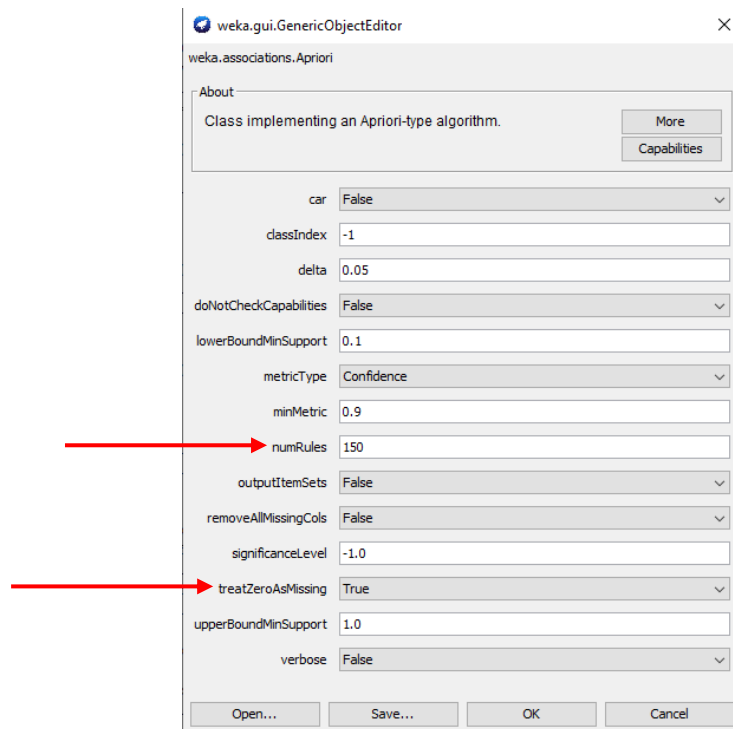 weka.gui.GenericObjectEditor
weka.associations.Apriori
About
Class implementing an Apriori-type algorithm.
More
Capabilities
car False
classIndex -1
delta 0.05
doNotCheckCapabilities False
lowerBoundMinSupport 0.1
metricType Confidence
minMetric 0.9
numRules 150
outputItemSets False
removeAllMissingCols False
significanceLevel -1.0
treatZeroAsMissing True
upperBoundMinSupport 1.0
verbose False
Open... Save... OK Cancel